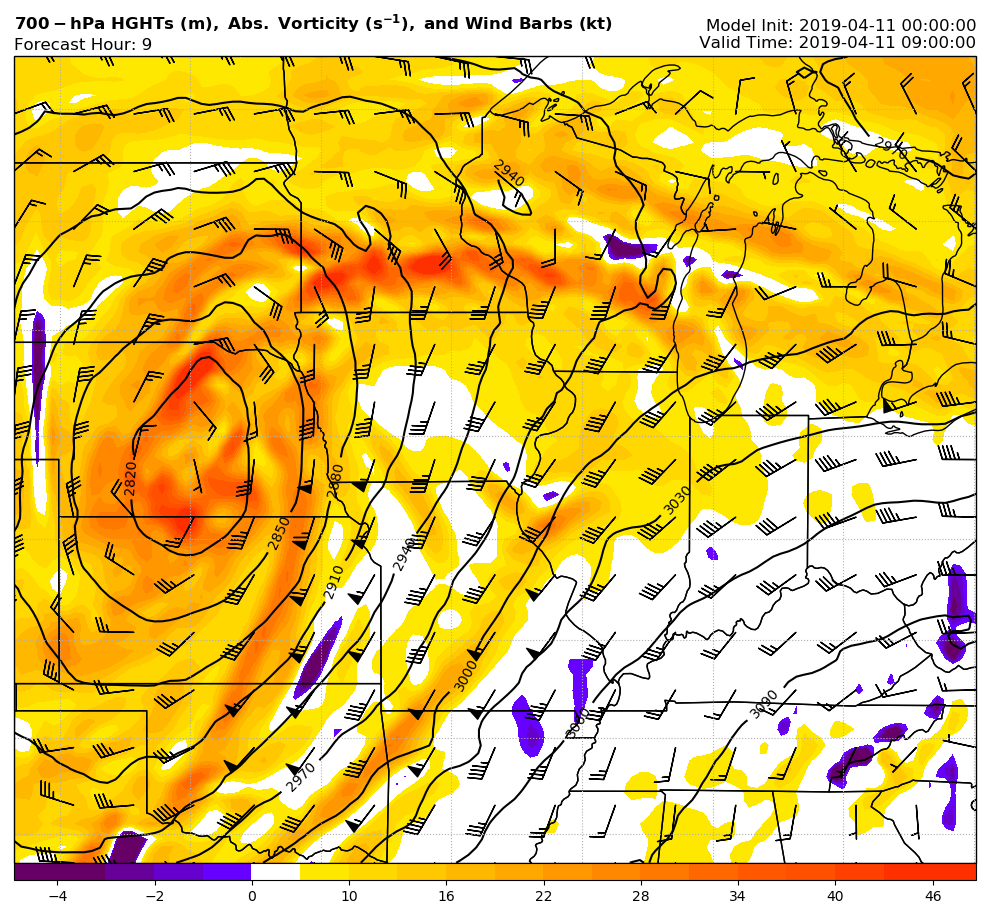 700 − hPa HGHTs (m), Abs. Vorticity (s⁻¹), and Wind Barbs (kt)
Model Init: 2019-04-11 00:00:00
Forecast Hour: 9
Valid Time: 2019-04-11 09:00:00
2970
2940
2820
2880
3030
2850
2940
2910
3000
3090
3060
2970
−4 −2 0 10 16 22 28 34 40 46